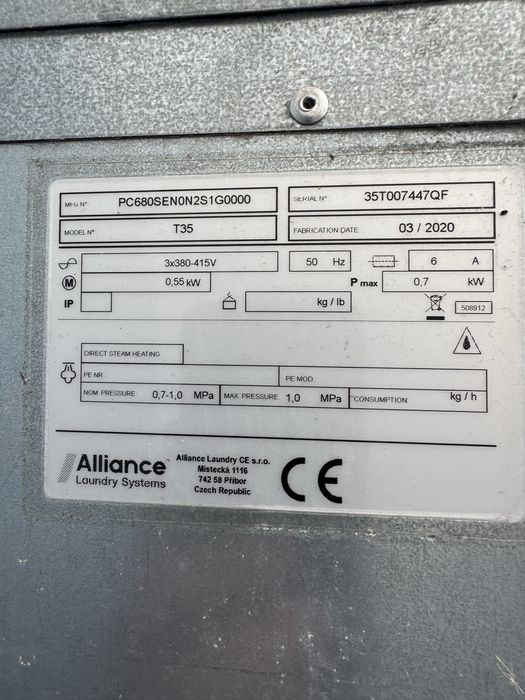 MFG N°. PC680SEN0N2S1G0000 SERIAL N°. 35T007447QF
MODEL N° T35 FABRICATION DATE 03 / 2020
3x380-415V 50 Hz 6 A
M 0,55 kW P max 0,7 kW
IP kg / lb 508912
DIRECT STEAM HEATING
PE NR. PE MOD.
NOM PRESSURE 0,7-1,0 MPa MAX PRESSURE 1,0 MPa CONSUMPTION kg / h
Alliance
Laundry Systems
Alliance Laundry CE s.r.o.
Mistecká 1116
742 58 Příbor
Czech Republic
CE